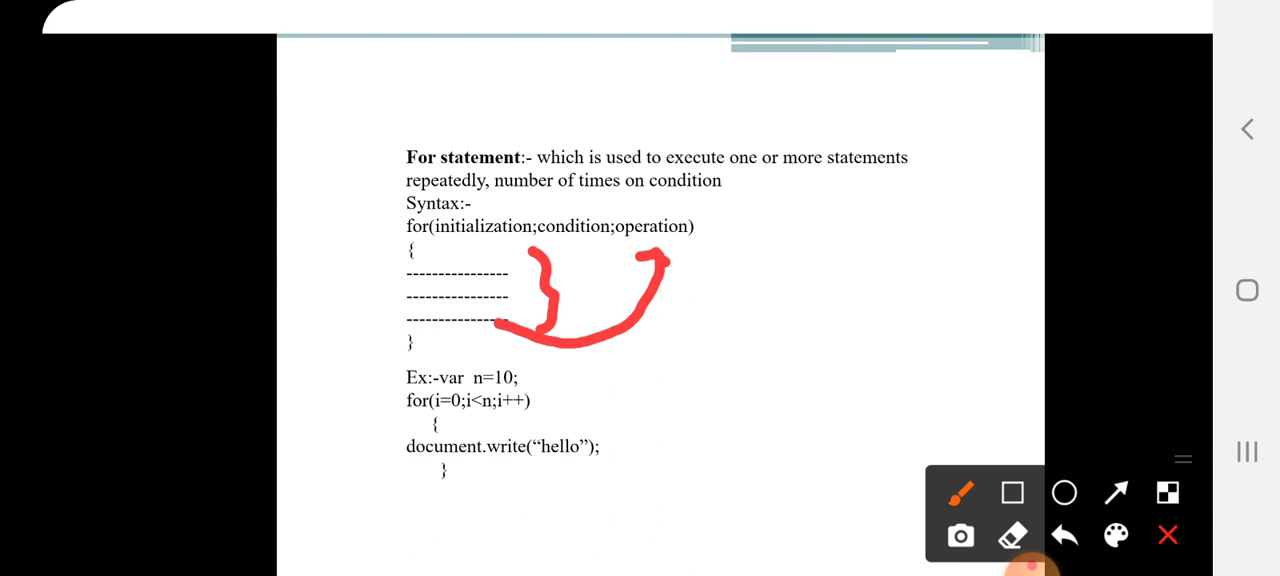 For statement:- which is used to execute one or more statements
repeatedly, number of times on condition
Syntax:-
for(initialization;condition;operation)
{
----------------
----------------
----------------
}
Ex:-var  n=10;
for(i=0;i<n;i++)
{
document.write(“hello”);
}